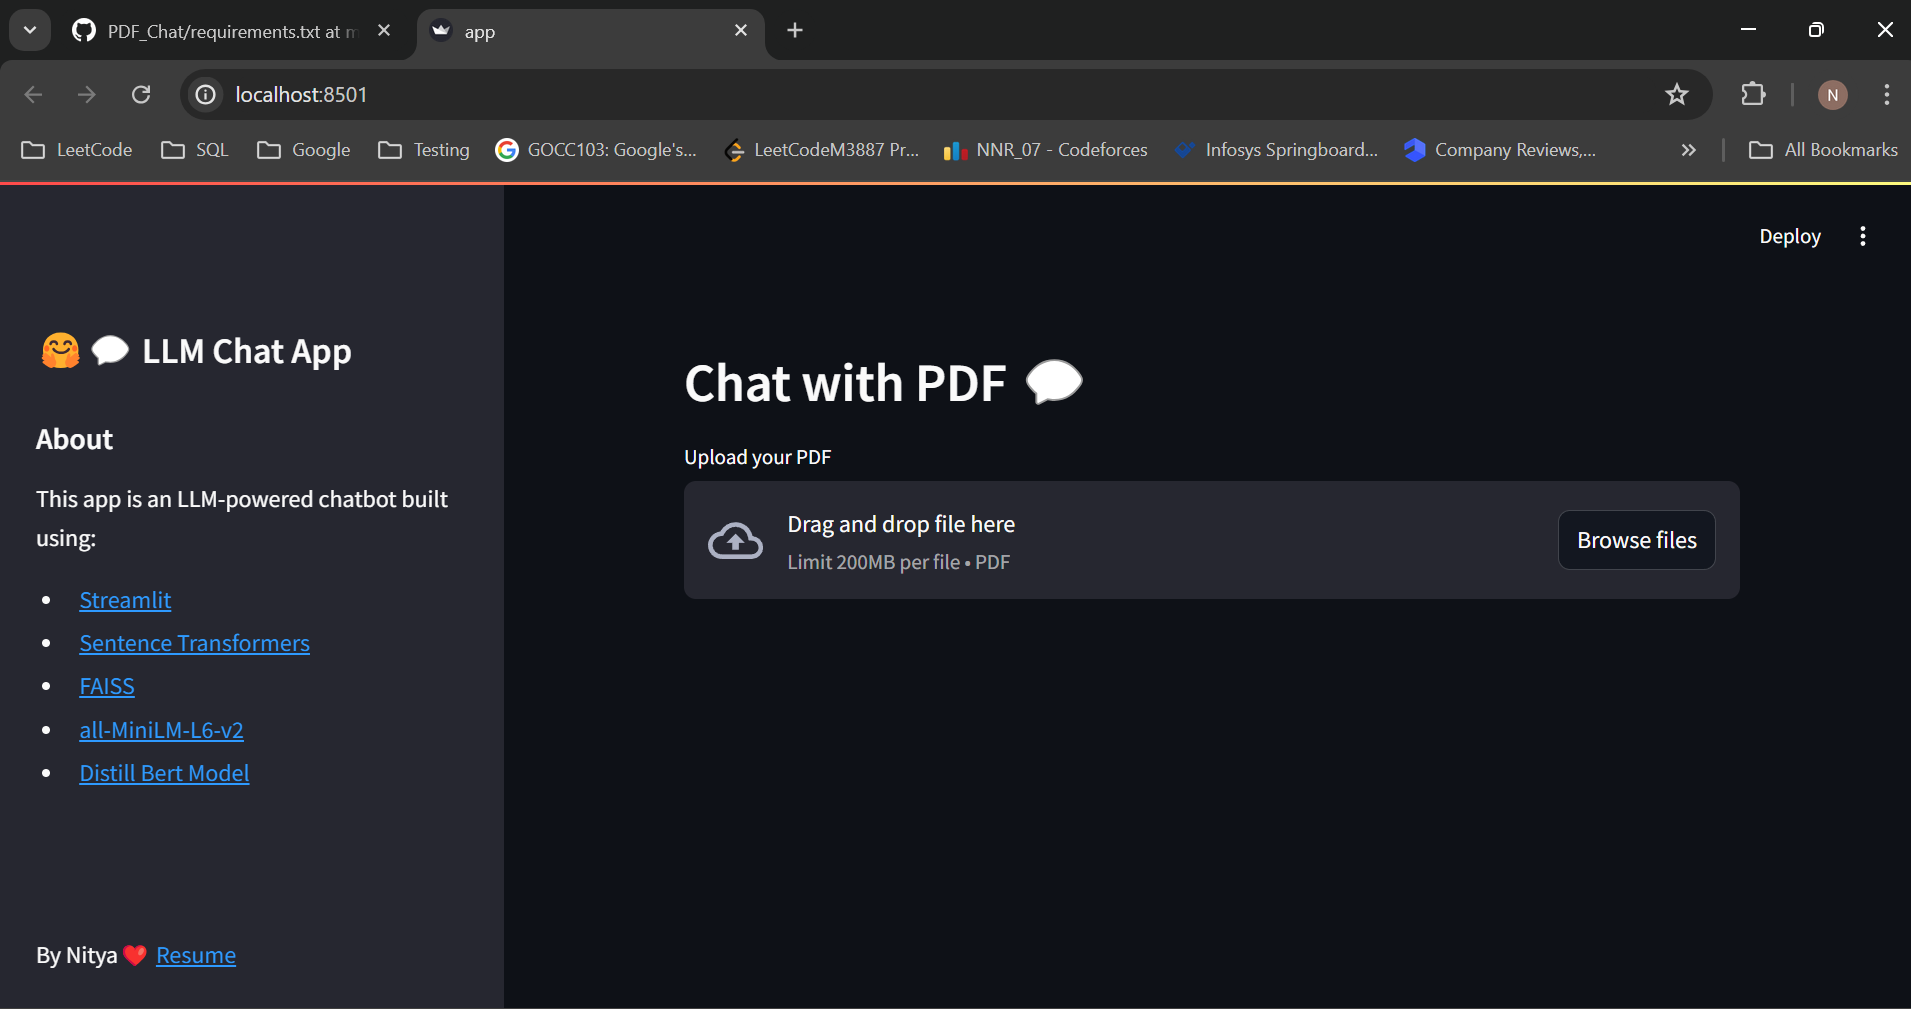 PDF_Chat/requirements.txt at m
app
localhost:8501
N
LeetCode
SQL
Google
Testing
GOCC103: Google's...
LeetCodeM3887 Pr...
NNR_07 - Codeforces
Infosys Springboard...
Company Reviews,...
All Bookmarks
Deploy
LLM Chat App
About
This app is an LLM-powered chatbot built
using:
Streamlit
Sentence Transformers
FAISS
all-MiniLM-L6-v2
Distill Bert Model
By Nitya ❤️ Resume
Chat with PDF
Upload your PDF
Drag and drop file here
Limit 200MB per file • PDF
Browse files